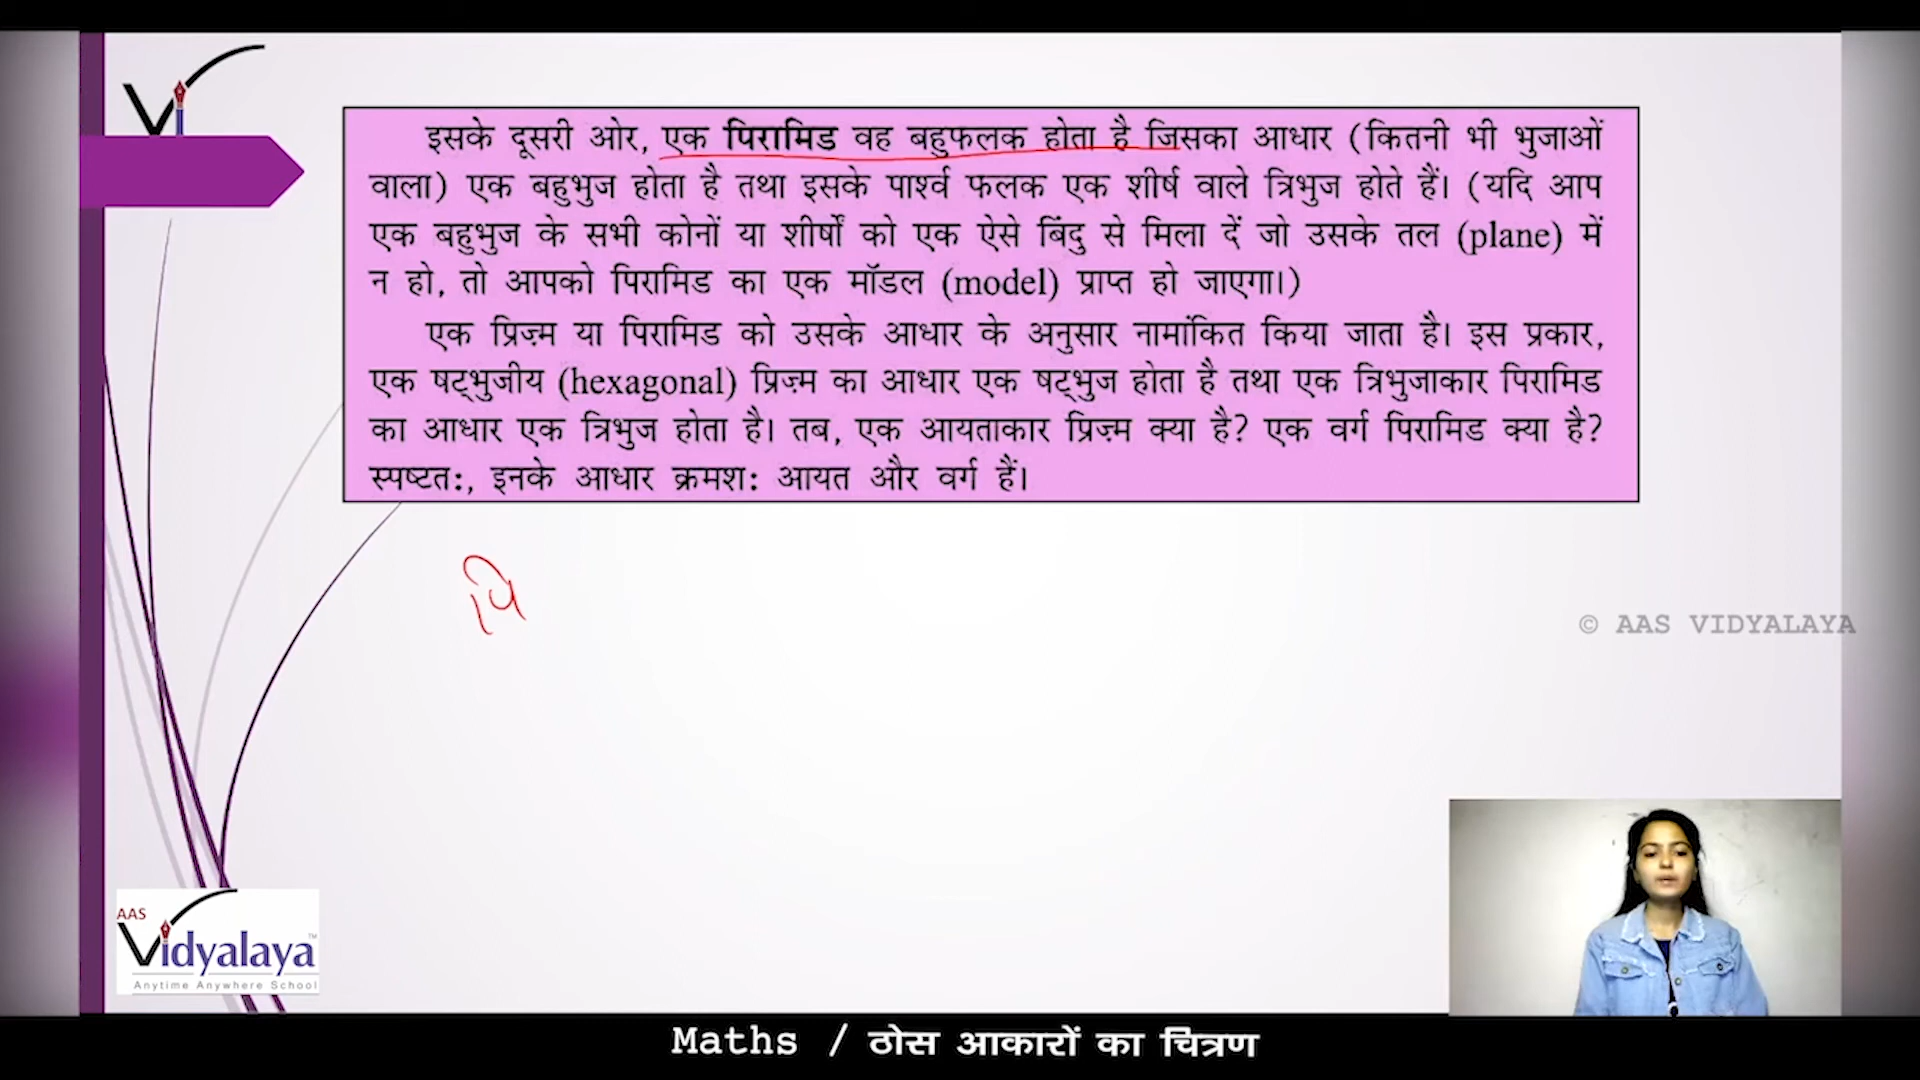 इसके दूसरी ओर, एक पिरामिड वह बहुफलक होता है जिसका आधार (कितनी भी भुजाओं
वाला) एक बहुभुज होता है तथा इसके पार्श्व फलक एक शीर्ष वाले त्रिभुज होते हैं। (यदि आप
एक बहुभुज के सभी कोनों या शीर्षों को एक ऐसे बिंदु से मिला दें जो उसके तल (plane) में
न हो, तो आपको पिरामिड का एक मॉडल (model) प्राप्त हो जाएगा।)
एक प्रिज़्म या पिरामिड को उसके आधार के अनुसार नामांकित किया जाता है। इस प्रकार,
एक षट्भुजीय (hexagonal) प्रिज़्म का आधार एक षट्भुज होता है तथा एक त्रिभुजाकार पिरामिड
का आधार एक त्रिभुज होता है। तब, एक आयताकार प्रिज़्म क्या है? एक वर्ग पिरामिड क्या है?
स्पष्टत:, इनके आधार क्रमश: आयत और वर्ग हैं।
पि
© AAS VIDYALAYA
AAS
Vidyalaya™
Anytime Anywhere School
Maths / ठोस आकारों का चित्रण